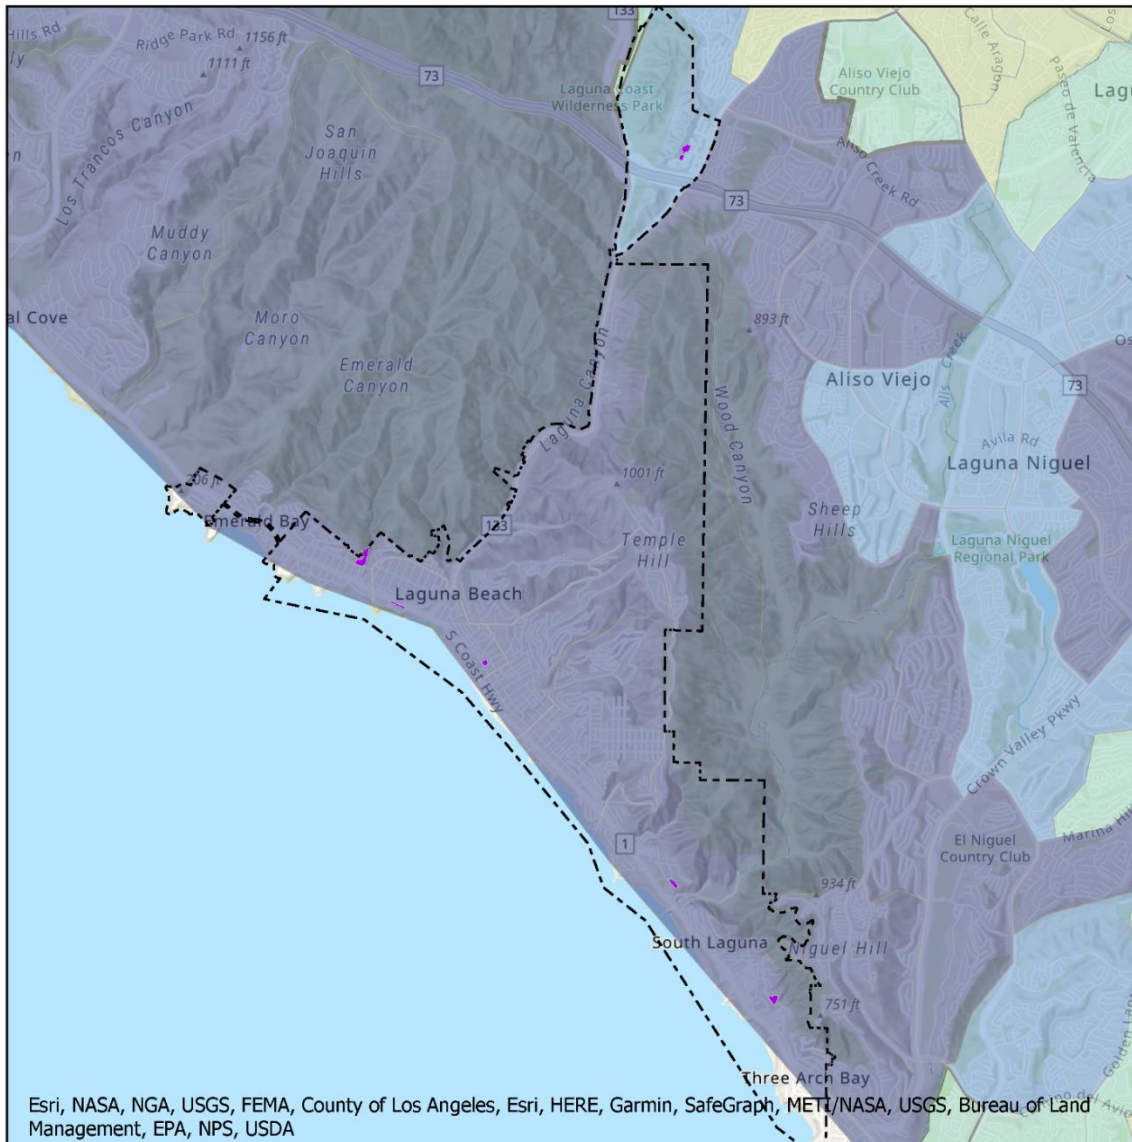 133
Hills Rd
Ridge Park Rd
1156 ft
1111 ft
73
Calle Aragon
Paseo de Valencia
Aliso Viejo
Country Club
Lagu
Laguna Coast
Wilderness Park
San
Joaquin
Hills
Los Trancos Canyon
Aliso Creek Rd
73
Muddy
Canyon
al Cove
Moro
Canyon
Emerald
Canyon
Laguna Canyon
893 ft
Wood Canyon
Aliso Viejo
Creek
73
Avila Rd
Laguna Niguel
1001 ft
Sheep
Hills
Emerald Bay
133
Temple
Hill
Laguna Niguel
Regional Park
Laguna Beach
S Coast Hwy
Crown Valley Pkwy
1
El Niguel
Country Club
934 ft
South Laguna
Niguel Hill
751 ft
Three Arch Bay
Esri, NASA, NGA, USGS, FEMA, County of Los Angeles, Esri, HERE, Garmin, SafeGraph, METI/NASA, USGS, Bureau of Land
Management, EPA, NPS, USDA